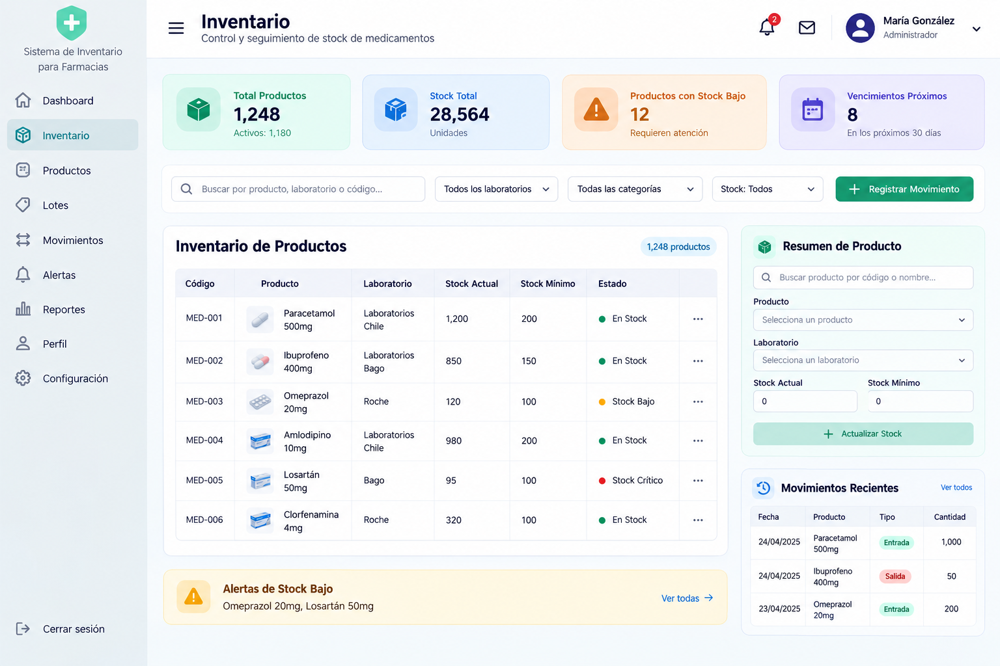 Sistema de Inventario
para Farmacias
Dashboard
Inventario
Productos
Lotes
Movimientos
Alertas
Reportes
Perfil
Configuración
Cerrar sesión
Inventario
Control y seguimiento de stock de medicamentos
2
María González
Administrador
Total Productos
1,248
Activos: 1,180
Stock Total
28,564
Unidades
Productos con Stock Bajo
12
Requieren atención
Vencimientos Próximos
8
En los próximos 30 días
Buscar por producto, laboratorio o código...
Todos los laboratorios
Todas las categorías
Stock: Todos
Registrar Movimiento
Inventario de Productos
1,248 productos
Código Producto Laboratorio Stock Actual Stock Mínimo Estado
MED-001 Paracetamol 500mg Laboratorios Chile 1,200 200 En Stock
MED-002 Ibuprofeno 400mg Laboratorios Bago 850 150 En Stock
MED-003 Omeprazol 20mg Roche 120 100 Stock Bajo
MED-004 Amlodipino 10mg Laboratorios Chile 980 200 En Stock
MED-005 Losartán 50mg Bago 95 100 Stock Crítico
MED-006 Clorfenamina 4mg Roche 320 100 En Stock
Alertas de Stock Bajo
Omeprazol 20mg, Losartán 50mg
Ver todas
Resumen de Producto
Buscar producto por código o nombre...
Producto
Selecciona un producto
Laboratorio
Selecciona un laboratorio
Stock Actual Stock Mínimo
0 0
Actualizar Stock
Movimientos Recientes
Ver todos
Fecha Producto Tipo Cantidad
24/04/2025 Paracetamol 500mg Entrada 1,000
24/04/2025 Ibuprofeno 400mg Salida 50
23/04/2025 Omeprazol 20mg Entrada 200